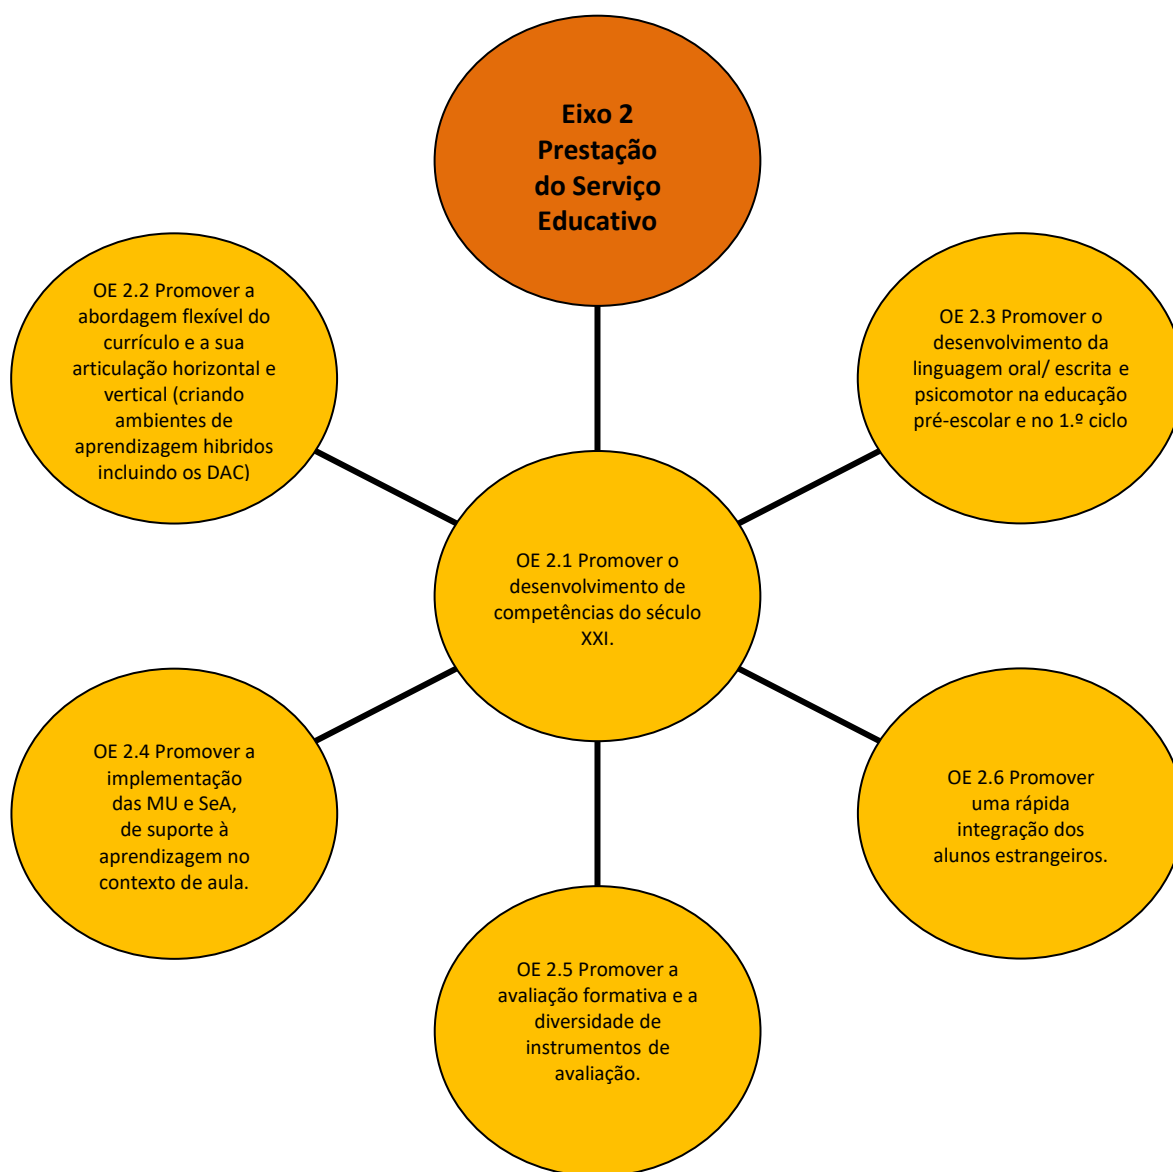 Eixo 2
Prestação
do Serviço
Educativo
OE 2.2 Promover a
abordagem flexível do
currículo e a sua
articulação horizontal e
vertical (criando
ambientes de
aprendizagem hibridos
incluindo os DAC)
OE 2.3 Promover o
desenvolvimento da
linguagem oral/ escrita e
psicomotor na educação
pré-escolar e no 1.º ciclo
OE 2.1 Promover o
desenvolvimento de
competências do século
XXI.
OE 2.4 Promover a
implementação
das MU e SeA,
de suporte à
aprendizagem no
contexto de aula.
OE 2.6 Promover
uma rápida
integração dos
alunos estrangeiros.
OE 2.5 Promover a
avaliação formativa e a
diversidade de
instrumentos de
avaliação.